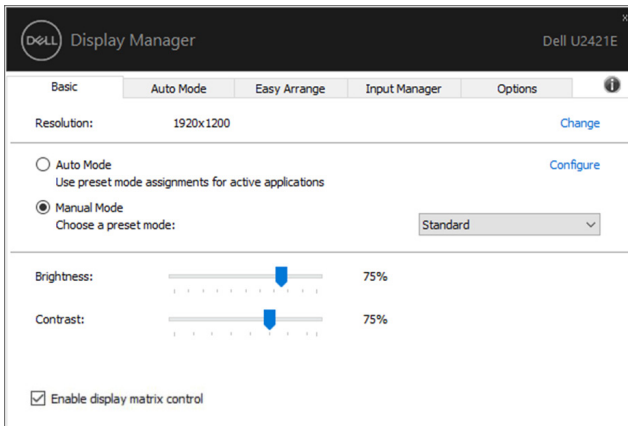 x
DELL Display Manager Dell U2421E
Basic Auto Mode Easy Arrange Input Manager Options i
Resolution: 1920x1200 Change
Auto Mode Configure
Use preset mode assignments for active applications
Manual Mode
Choose a preset mode: Standard
Brightness: 75%
Contrast: 75%
Enable display matrix control